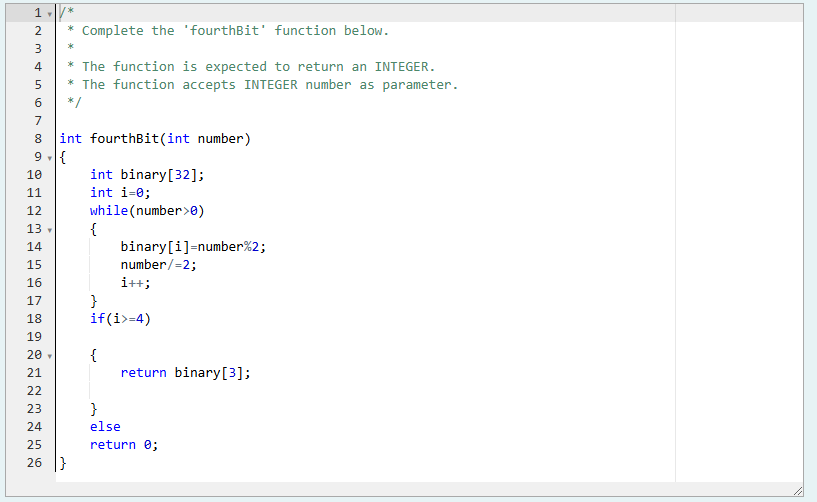 1 /*
2  * Complete the 'fourthBit' function below.
3  *
4  * The function is expected to return an INTEGER.
5  * The function accepts INTEGER number as parameter.
6  */
7
8 int fourthBit(int number)
9 {
10     int binary[32];
11     int i=0;
12     while(number>0)
13     {
14         binary[i]=number%2;
15         number/=2;
16         i++;
17     }
18     if(i>=4)
19
20     {
21         return binary[3];
22
23     }
24     else
25     return 0;
26 }